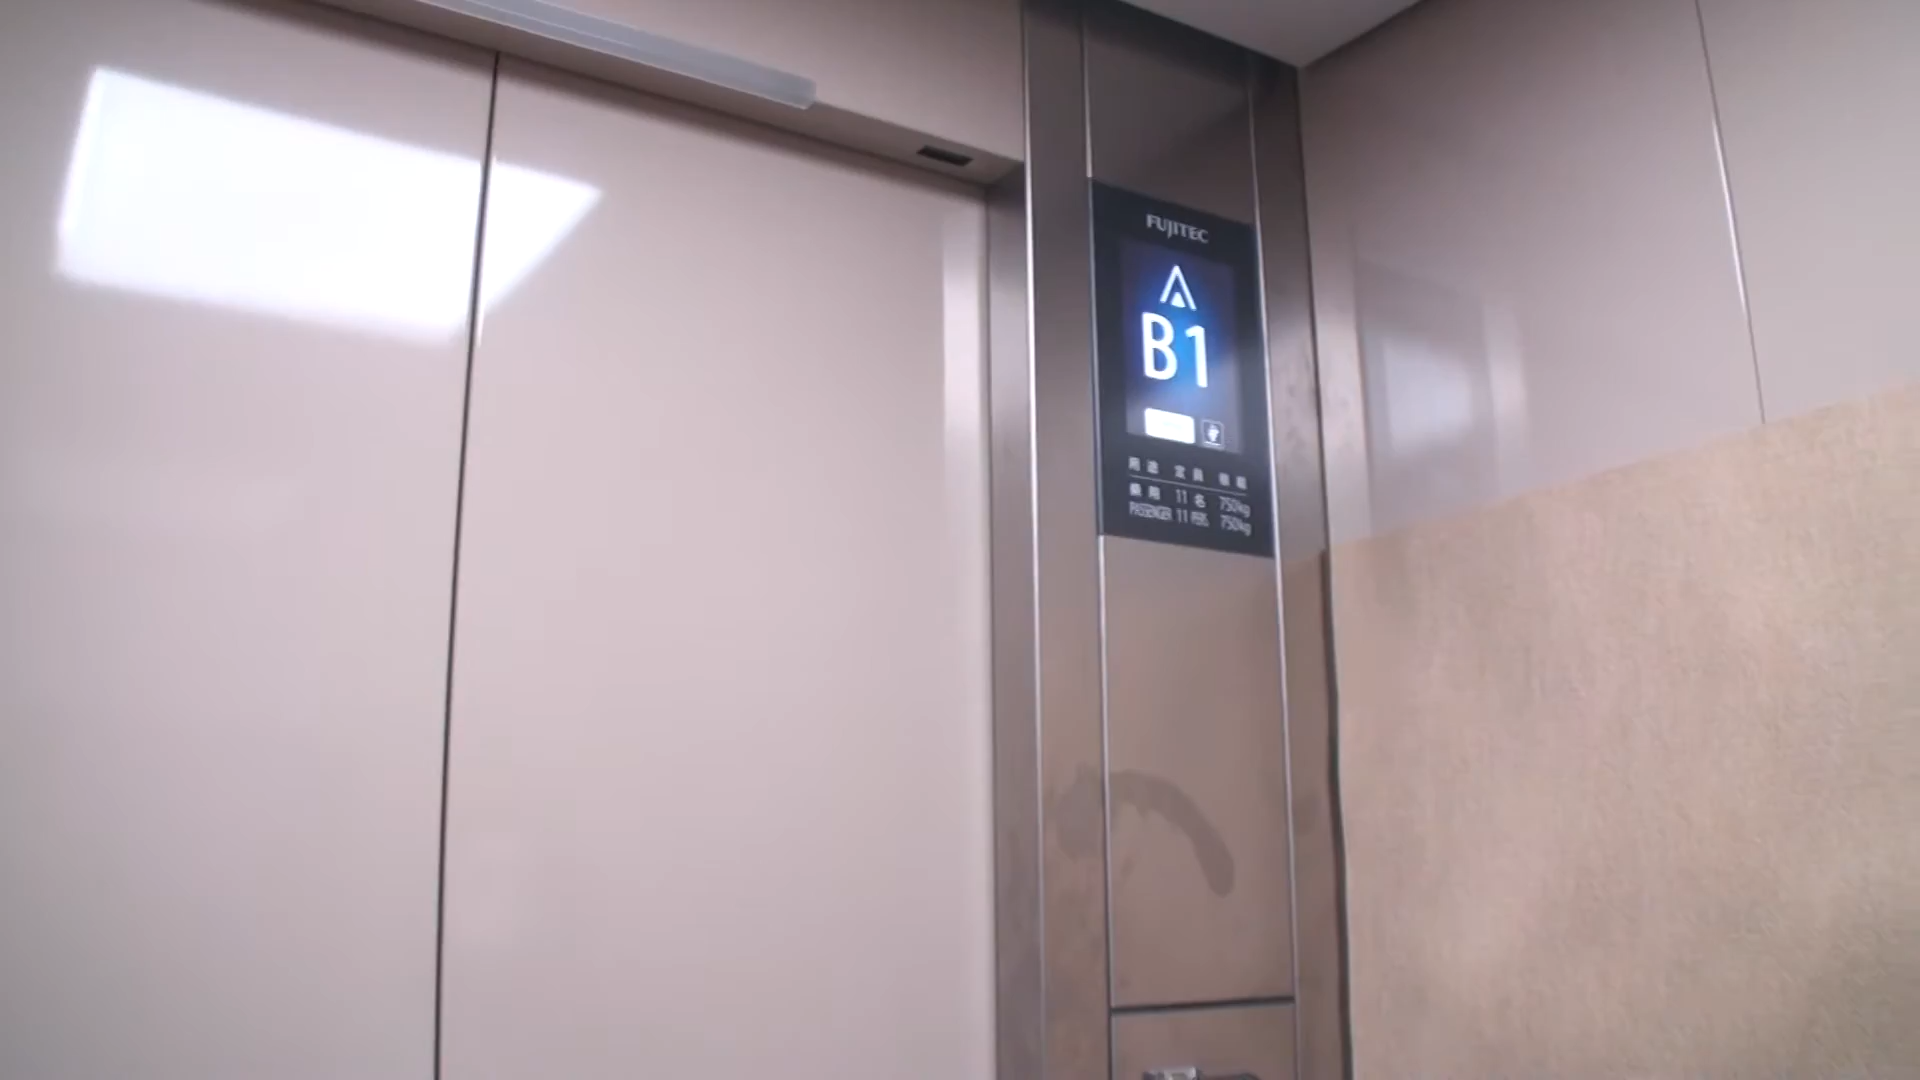 FUJITEC
B1
用途 定員 積載
乗用 11名 750kg
PASSENGER 11 PERS. 750kg